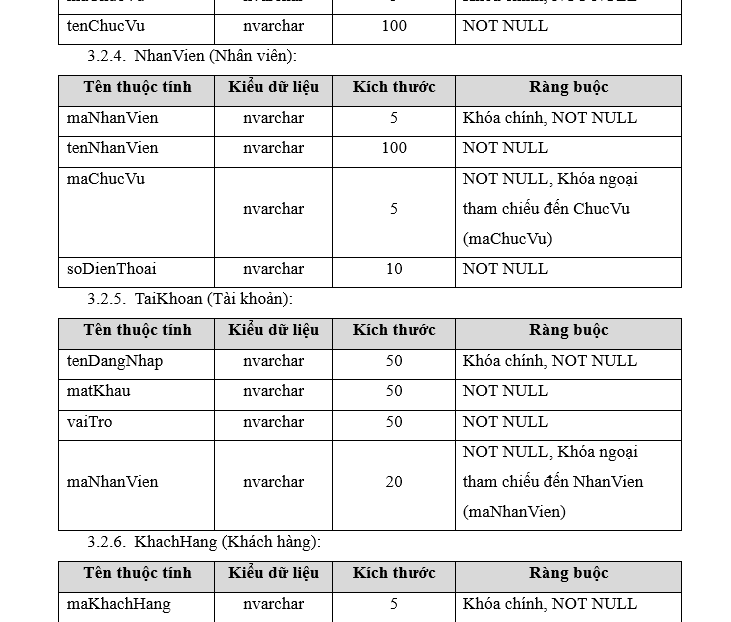 tenChucVu nvarchar 100 NOT NULL
3.2.4. NhanVien (Nhân viên):
Tên thuộc tính Kiểu dữ liệu Kích thước Ràng buộc
maNhanVien nvarchar 5 Khóa chính, NOT NULL
tenNhanVien nvarchar 100 NOT NULL
maChucVu nvarchar 5 NOT NULL, Khóa ngoại
tham chiếu đến ChucVu
(maChucVu)
soDienThoai nvarchar 10 NOT NULL
3.2.5. TaiKhoan (Tài khoản):
Tên thuộc tính Kiểu dữ liệu Kích thước Ràng buộc
tenDangNhap nvarchar 50 Khóa chính, NOT NULL
matKhau nvarchar 50 NOT NULL
vaiTro nvarchar 50 NOT NULL
maNhanVien nvarchar 20 NOT NULL, Khóa ngoại
tham chiếu đến NhanVien
(maNhanVien)
3.2.6. KhachHang (Khách hàng):
Tên thuộc tính Kiểu dữ liệu Kích thước Ràng buộc
maKhachHang nvarchar 5 Khóa chính, NOT NULL